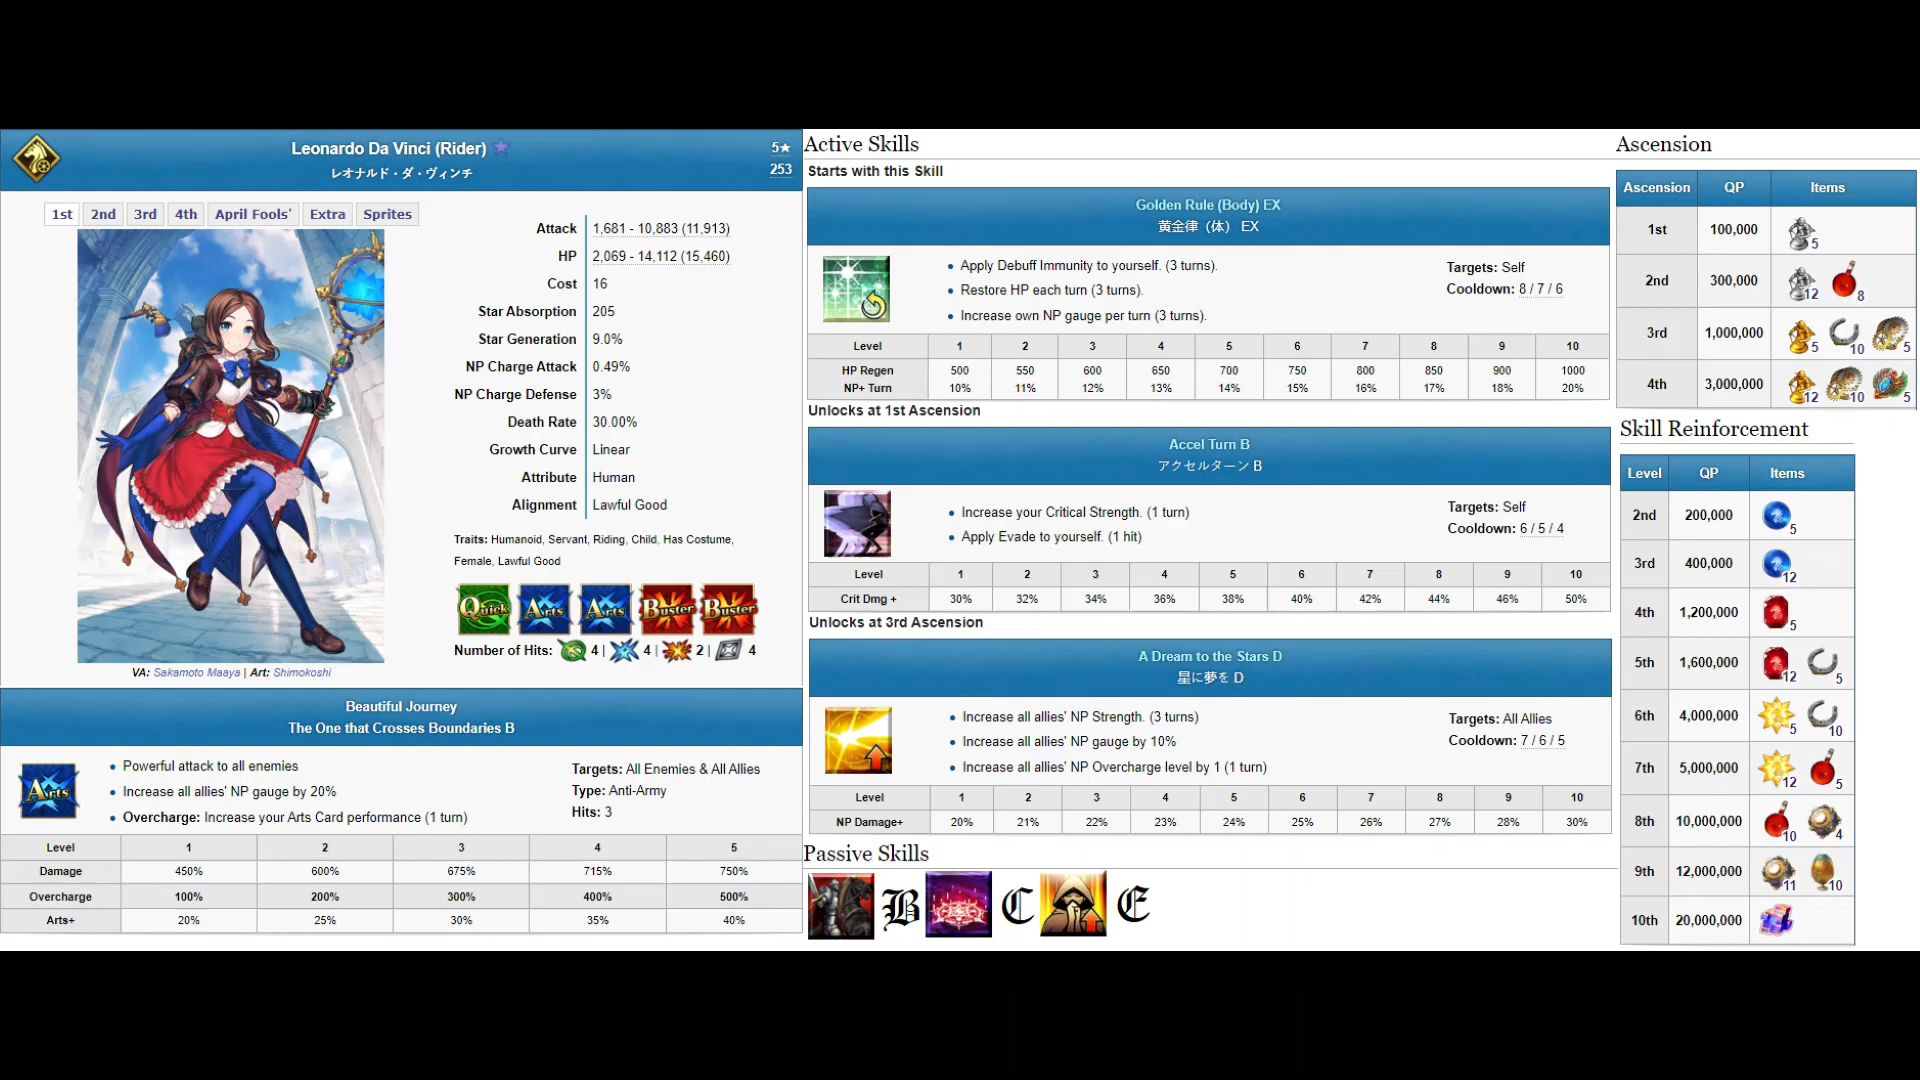 Leonardo Da Vinci (Rider)
レオナルド・ダ・ヴィンチ
5★
253
1st 2nd 3rd 4th April Fools' Extra Sprites
Attack 1,681 - 10,883 (11,913)
HP 2,069 - 14,112 (15,460)
Cost 16
Star Absorption 205
Star Generation 9.0%
NP Charge Attack 0.49%
NP Charge Defense 3%
Death Rate 30.00%
Growth Curve Linear
Attribute Human
Alignment Lawful Good
Traits: Humanoid, Servant, Riding, Child, Has Costume,
Female, Lawful Good
Quick Arts Arts Buster Buster
Number of Hits: 4 | 4 | 2 | 4
VA: Sakamoto Maaya | Art: Shimokoshi
Beautiful Journey
The One that Crosses Boundaries B
Arts
• Powerful attack to all enemies
• Increase all allies' NP gauge by 20%
• Overcharge: Increase your Arts Card performance (1 turn)
Targets: All Enemies & All Allies
Type: Anti-Army
Hits: 3
Level 1 2 3 4 5
Damage 450% 600% 675% 715% 750%
Overcharge 100% 200% 300% 400% 500%
Arts+ 20% 25% 30% 35% 40%
Active Skills
Starts with this Skill
Golden Rule (Body) EX
黄金律（体） EX
• Apply Debuff Immunity to yourself. (3 turns).
• Restore HP each turn (3 turns).
• Increase own NP gauge per turn (3 turns).
Targets: Self
Cooldown: 8 / 7 / 6
Level 1 2 3 4 5 6 7 8 9 10
HP Regen 500 550 600 650 700 750 800 850 900 1000
NP+ Turn 10% 11% 12% 13% 14% 15% 16% 17% 18% 20%
Unlocks at 1st Ascension
Accel Turn B
アクセルターン B
• Increase your Critical Strength. (1 turn)
• Apply Evade to yourself. (1 hit)
Targets: Self
Cooldown: 6 / 5 / 4
Level 1 2 3 4 5 6 7 8 9 10
Crit Dmg + 30% 32% 34% 36% 38% 40% 42% 44% 46% 50%
Unlocks at 3rd Ascension
A Dream to the Stars D
星に夢を D
• Increase all allies' NP Strength. (3 turns)
• Increase all allies' NP gauge by 10%
• Increase all allies' NP Overcharge level by 1 (1 turn)
Targets: All Allies
Cooldown: 7 / 6 / 5
Level 1 2 3 4 5 6 7 8 9 10
NP Damage+ 20% 21% 22% 23% 24% 25% 26% 27% 28% 30%
Passive Skills
B C E
Ascension
Ascension QP Items
1st 100,000 5
2nd 300,000 12 8
3rd 1,000,000 5 10 5
4th 3,000,000 12 10 5
Skill Reinforcement
Level QP Items
2nd 200,000 5
3rd 400,000 12
4th 1,200,000 5
5th 1,600,000 12 5
6th 4,000,000 5 10
7th 5,000,000 12 5
8th 10,000,000 10 4
9th 12,000,000 11 10
10th 20,000,000